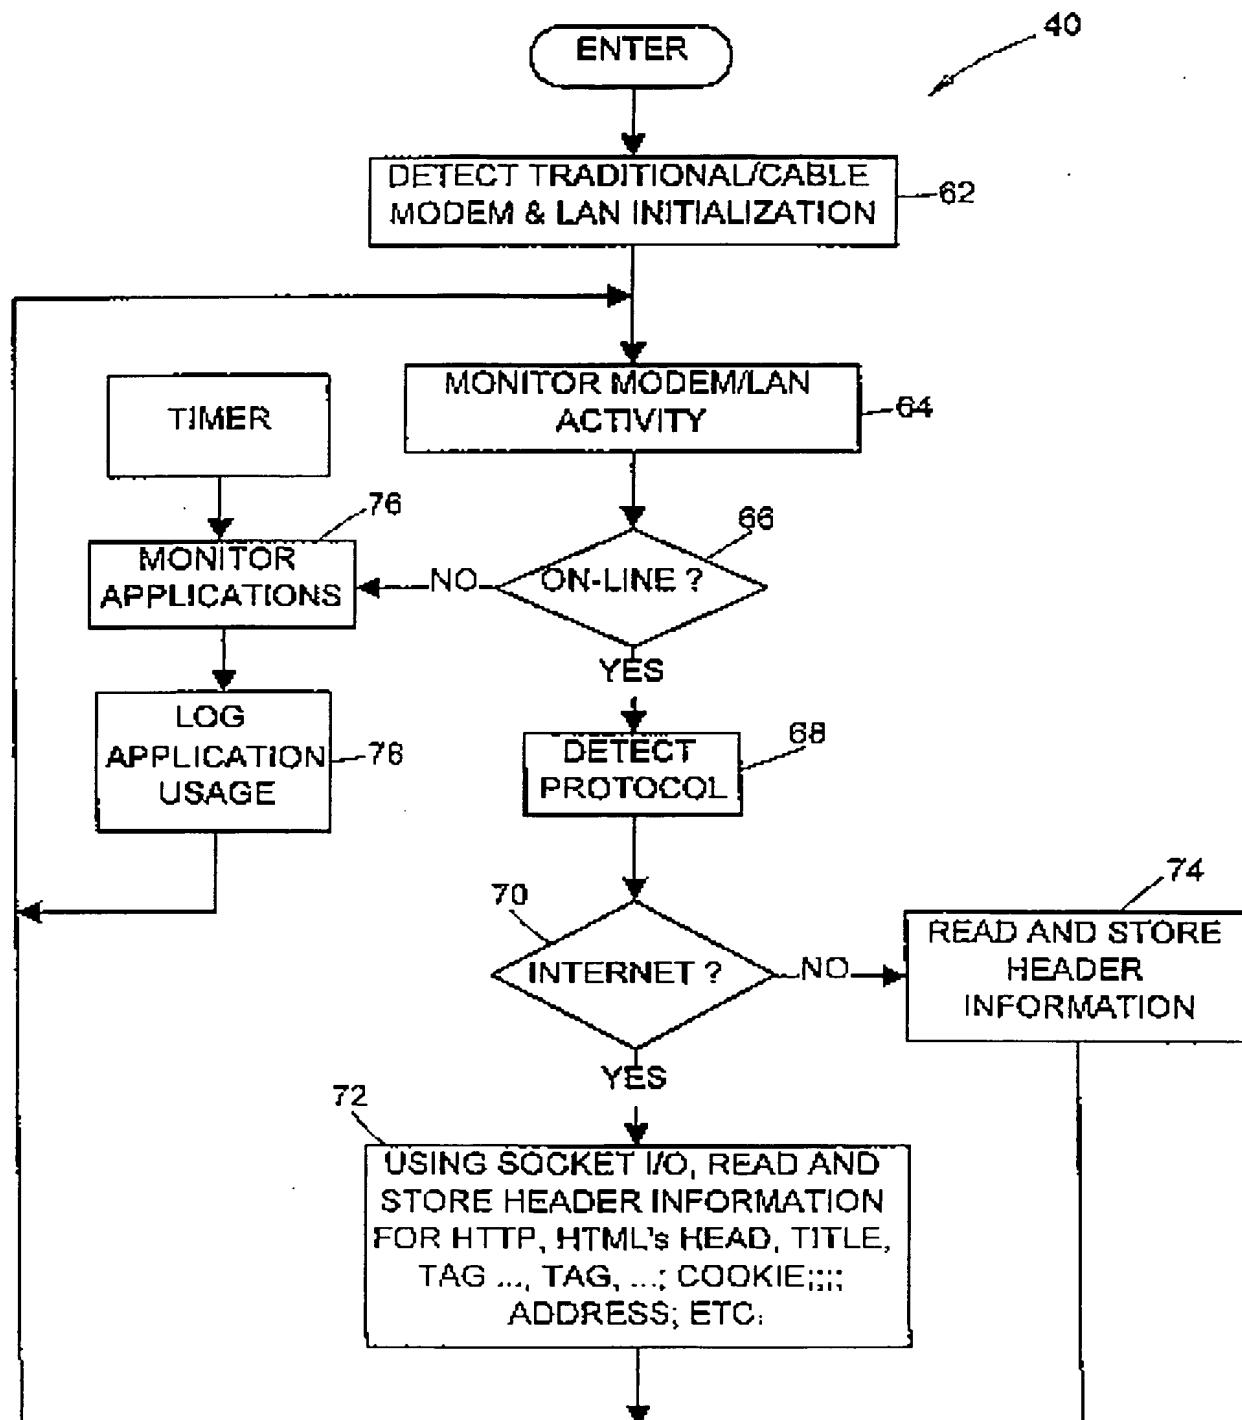 ENTER
40
DETECT TRADITIONAL/CABLE
MODEM & LAN INITIALIZATION
62
MONITOR MODEM/LAN
ACTIVITY
64
TIMER
76
MONITOR
APPLICATIONS
66
ON-LINE ?
NO
YES
LOG
APPLICATION
USAGE
78
DETECT
PROTOCOL
68
70
INTERNET ?
NO
YES
74
READ AND STORE
HEADER
INFORMATION
72
USING SOCKET I/O, READ AND
STORE HEADER INFORMATION
FOR HTTP, HTML's HEAD, TITLE,
TAG ..., TAG, ...; COOKIE;;;;
ADDRESS; ETC.